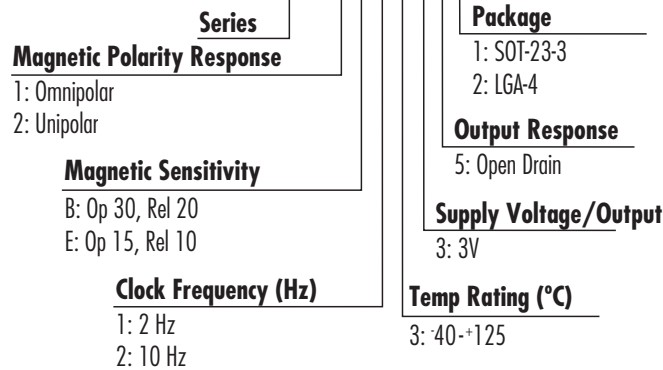 Series
Magnetic Polarity Response
1: Omnipolar
2: Unipolar
Magnetic Sensitivity
B: Op 30, Rel 20
E: Op 15, Rel 10
Clock Frequency (Hz)
1: 2 Hz
2: 10 Hz
Package
1: SOT-23-3
2: LGA-4
Output Response
5: Open Drain
Supply Voltage/Output
3: 3V
Temp Rating (°C)
3: -40-+125